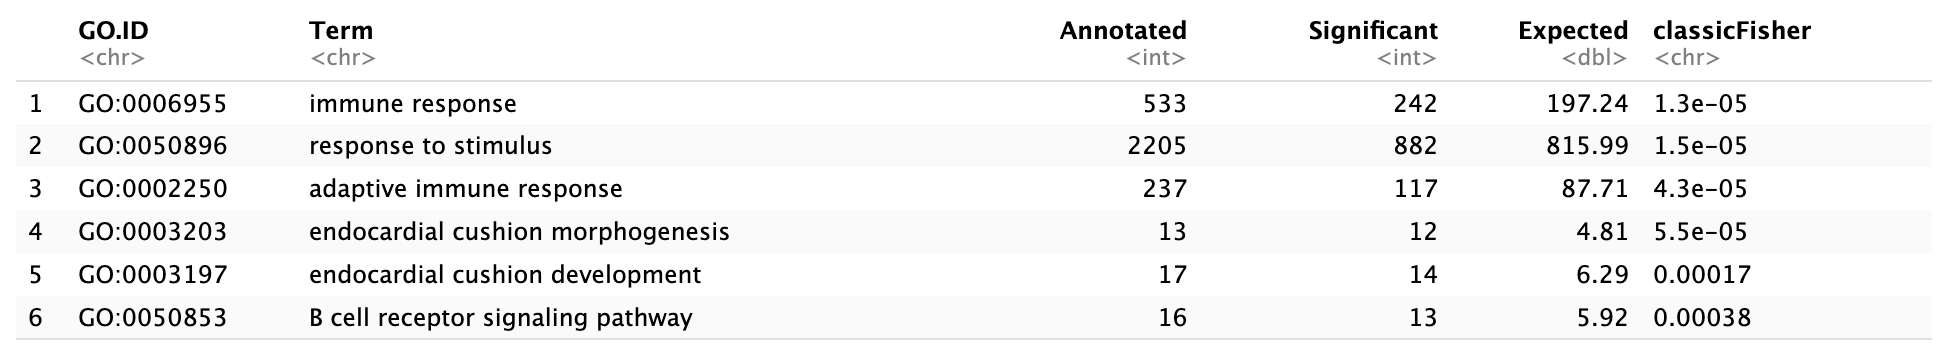 GO.ID Term Annotated Significant Expected classicFisher
<chr> <chr> <int> <int> <dbl> <chr>
1 GO:0006955 immune response 533 242 197.24 1.3e-05
2 GO:0050896 response to stimulus 2205 882 815.99 1.5e-05
3 GO:0002250 adaptive immune response 237 117 87.71 4.3e-05
4 GO:0003203 endocardial cushion morphogenesis 13 12 4.81 5.5e-05
5 GO:0003197 endocardial cushion development 17 14 6.29 0.00017
6 GO:0050853 B cell receptor signaling pathway 16 13 5.92 0.00038